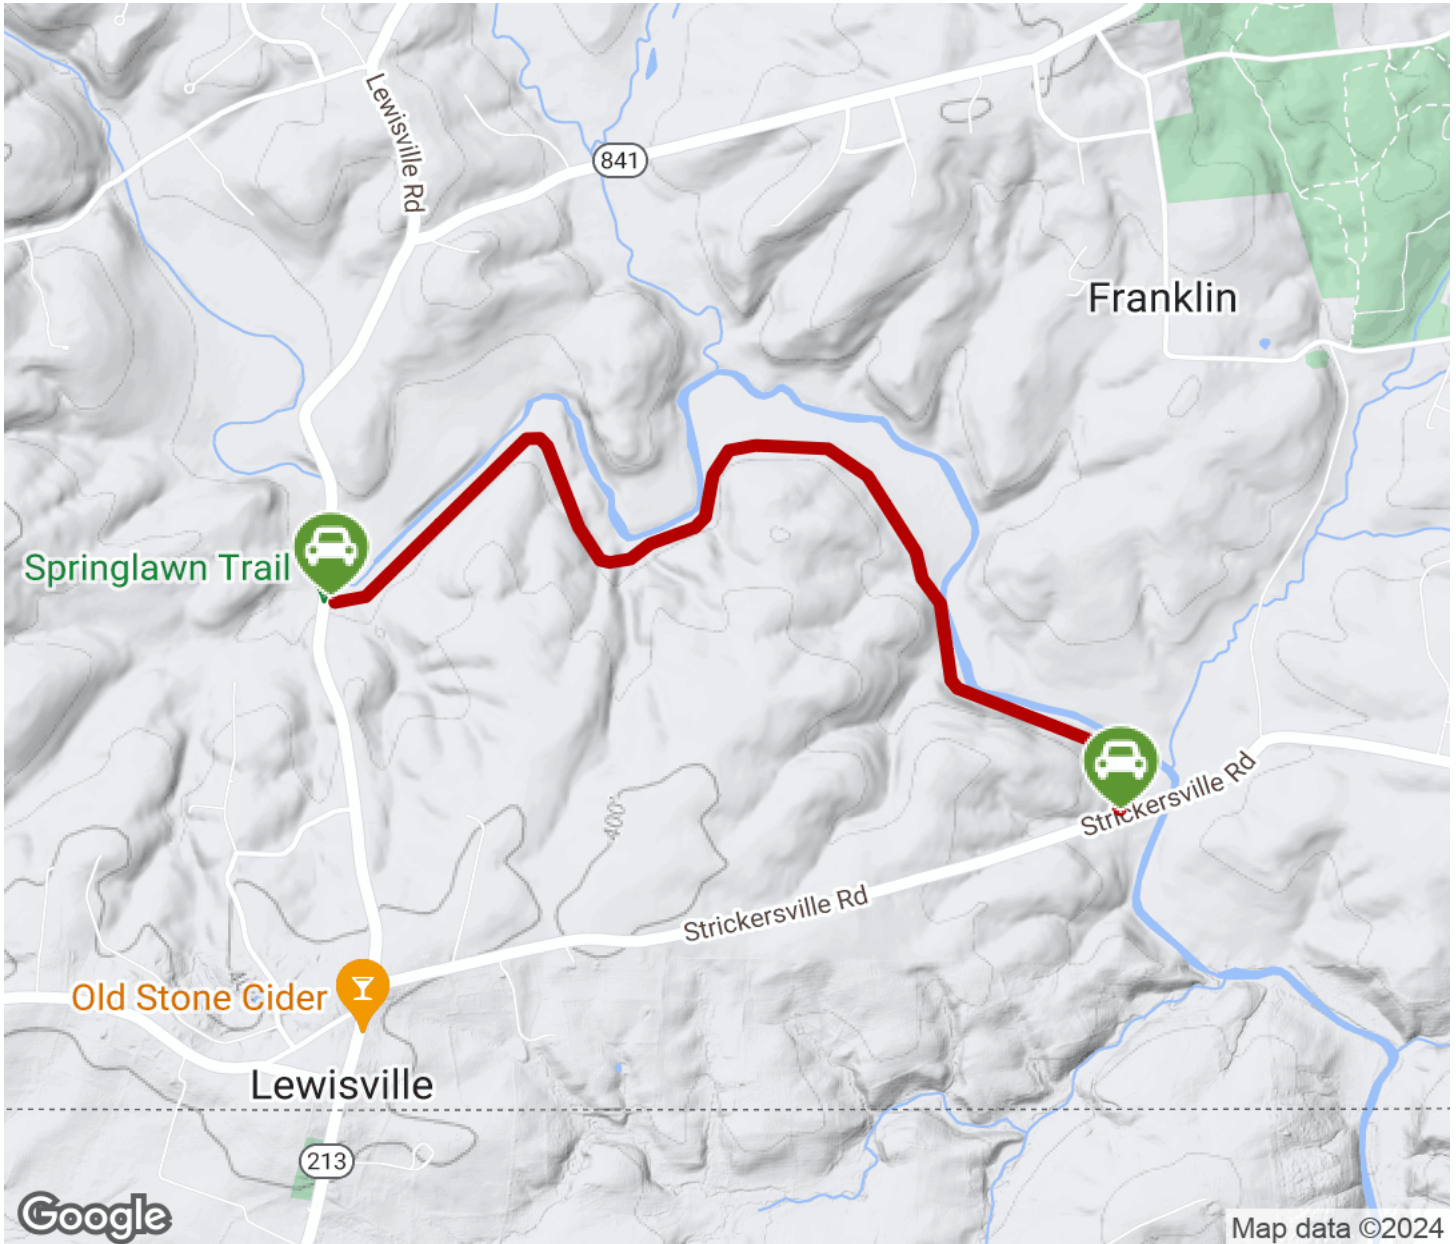 Lewisville Rd
841
Franklin
Springlawn Trail
400'
Strickersville Rd
Strickersville Rd
Old Stone Cider
Lewisville
213
Google
Map data ©2024